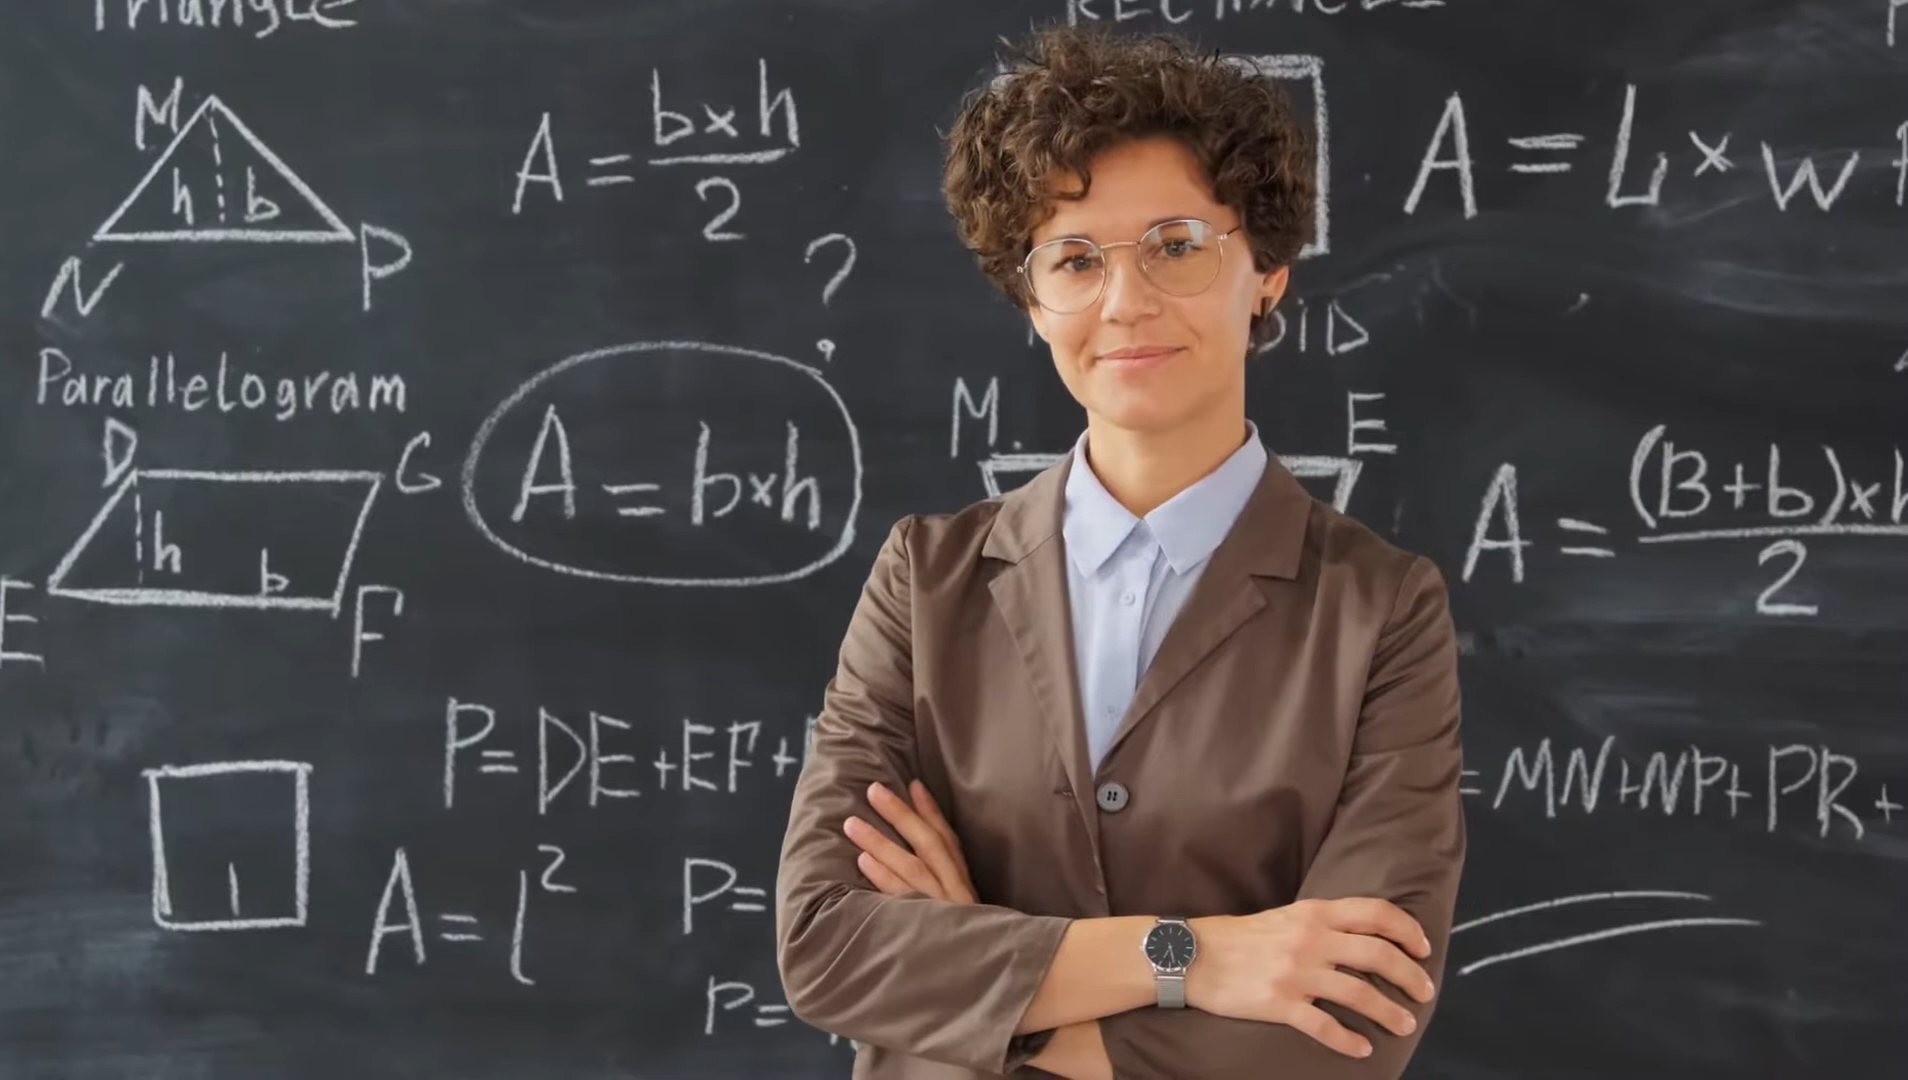 Triangle
M
A = b×h / 2
A = L × w
h b
N
P
?
Parallelogram
M.
E
D
G
A = b×h
A = (B+b)×h / 2
h
b
E
F
P=DE+EF+
=MN+NP+PR+
l
A = l²
P=
P=